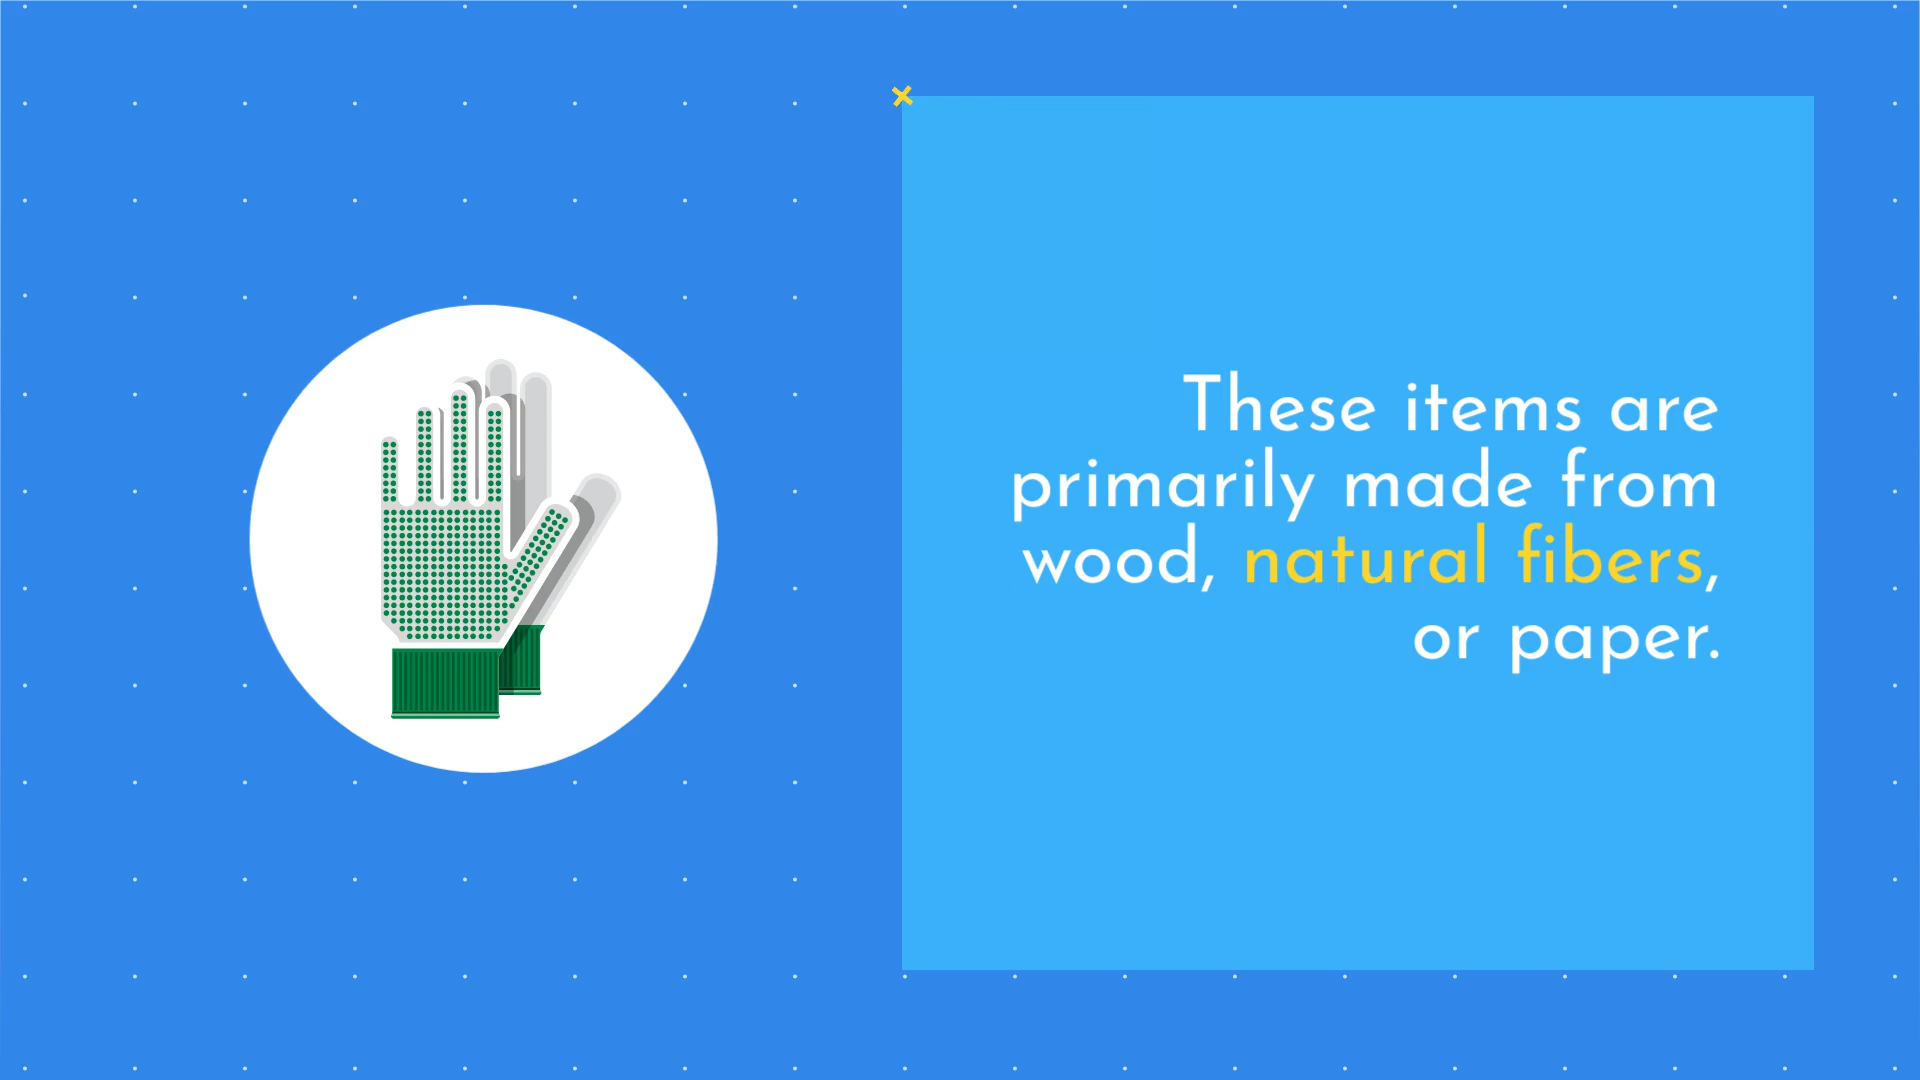 These items are
primarily made from
wood, natural fibers,
or paper.